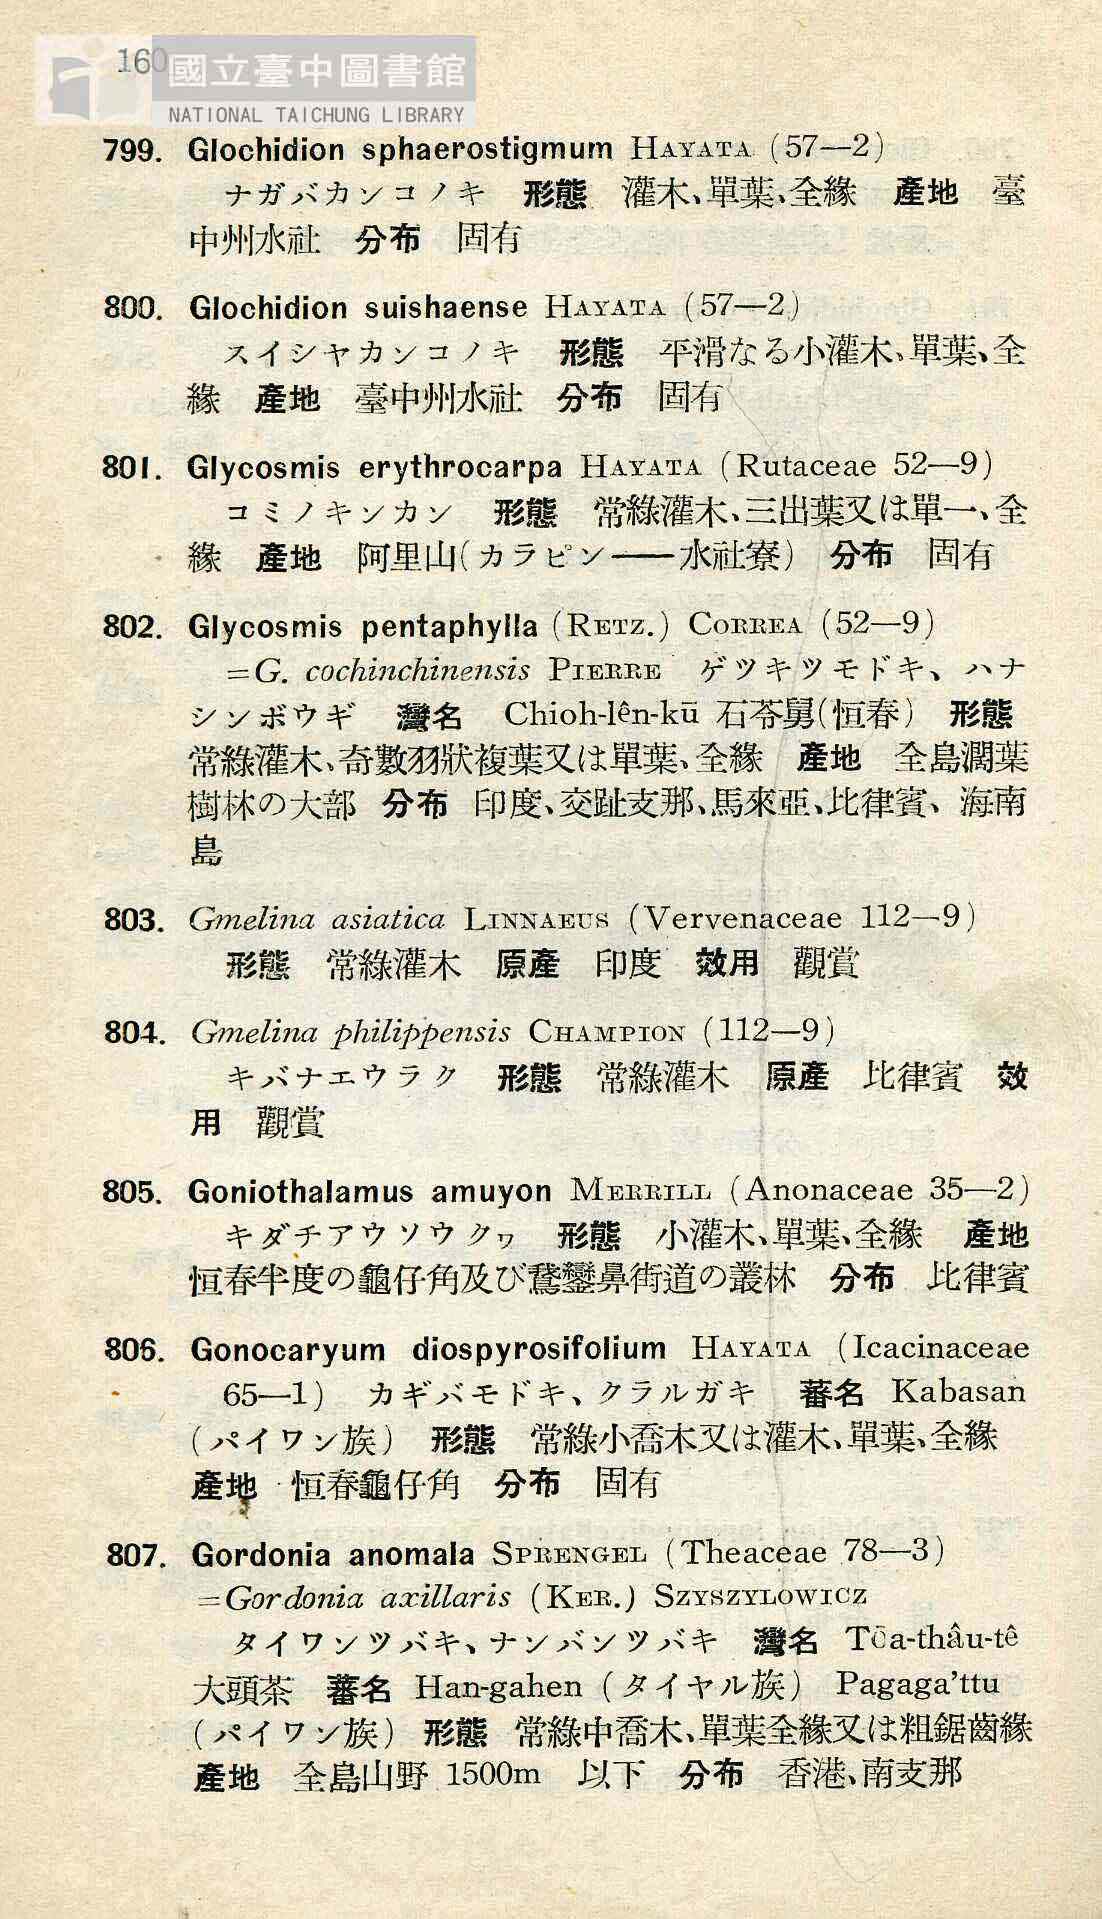 160
國立臺中圖書館
NATIONAL TAICHUNG LIBRARY
799. Glochidion sphaerostigmum HAYATA (57—2)
ナガバカンコノキ 形態 灌木、單葉、全緣 產地 臺
中州水社 分布 固有
800. Glochidion suishaense HAYATA (57—2)
スイシヤカンコノキ 形態 平滑なる小灌木、單葉、全
緣 產地 臺中州水社 分布 固有
801. Glycosmis erythrocarpa HAYATA (Rutaceae 52—9)
コミノキンカン 形態 常綠灌木、三出葉又は單一、全
緣 產地 阿里山(カラピン——水社寮) 分布 固有
802. Glycosmis pentaphylla (RETZ.) CORREA (52—9)
=G. cochinchinensis PIERRE ゲツキツモドキ、ハナ
シンボウギ 灣名 Chioh-lên-kū 石苓舅(恒春) 形態
常綠灌木、奇數羽狀複葉又は單葉、全緣 產地 全島濶葉
樹林の大部 分布 印度、交趾支那、馬來亞、比律賓、海南
島
803. Gmelina asiatica LINNAEUS (Vervenaceae 112—9)
形態 常綠灌木 原產 印度 效用 觀賞
804. Gmelina philippensis CHAMPION (112—9)
キバナエウラク 形態 常綠灌木 原產 比律賓 效
用 觀賞
805. Goniothalamus amuyon MERRILL (Anonaceae 35—2)
キダチアウソウクヮ 形態 小灌木、單葉、全緣 產地
恒春半度の龜仔角及び鵞鑾鼻街道の叢林 分布 比律賓
806. Gonocaryum diospyrosifolium HAYATA (Icacinaceae
65—1) カギバモドキ、クラルガキ 蕃名 Kabasan
(パイワン族) 形態 常綠小喬木又は灌木、單葉、全緣
產地 恒春龜仔角 分布 固有
807. Gordonia anomala SPRENGEL (Theaceae 78—3)
=Gordonia axillaris (KER.) SZYSZYLOWICZ
タイワンツバキ、ナンバンツバキ 灣名 Tōa-thâu-tê
大頭茶 蕃名 Han-gahen (タイヤル族) Pagaga'ttu
(パイワン族) 形態 常綠中喬木、單葉全緣又は粗鋸齒緣
產地 全島山野 1500m 以下 分布 香港、南支那